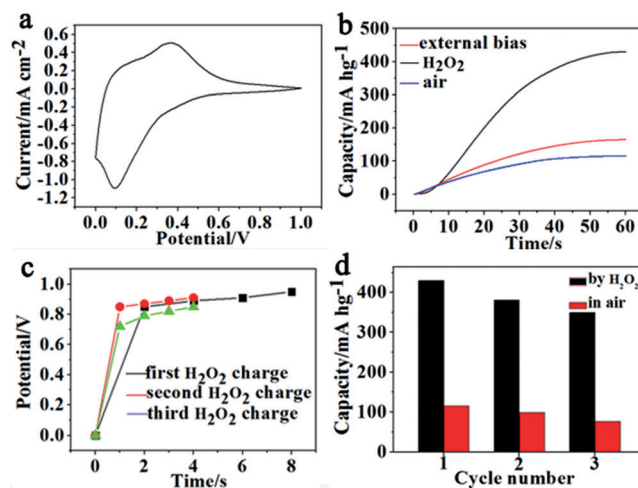 a
Current/mA cm-2
0.6
0.4
0.2
0.0
-0.2
-0.4
-0.6
-0.8
-1.0
-1.2
0.0 0.2 0.4 0.6 0.8 1.0
Potential/V
b
Capacity/mA hg-1
500
400
300
200
100
0
external bias
H2O2
air
0 10 20 30 40 50 60
Time/s
c
Potential/V
1.0
0.8
0.6
0.4
0.2
0.0
first H2O2 charge
second H2O2 charge
third H2O2 charge
0 2 4 6 8
Time/s
d
Capacity/mA hg-1
400
300
200
100
0
by H2O2
in air
1 2 3
Cycle number